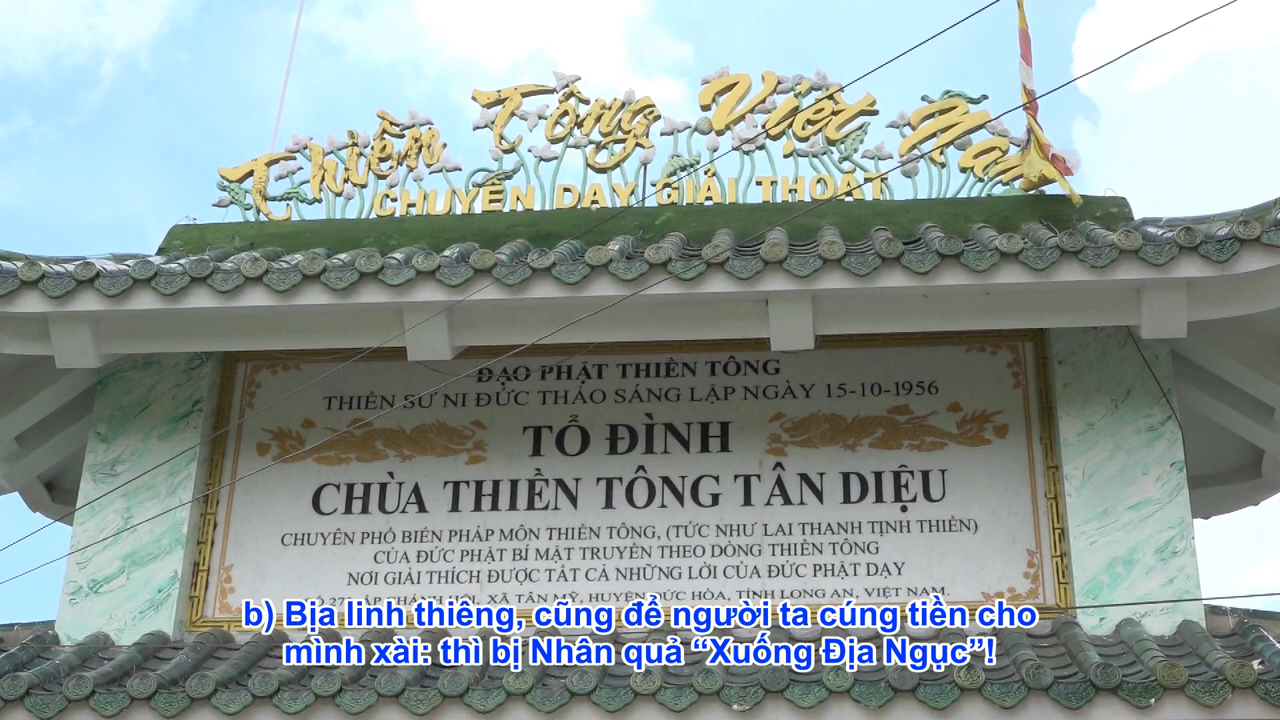 Thiền Tông Việt Nam
CHUYÊN DẠY GIẢI THOÁT
ĐẠO PHẬT THIỀN TÔNG
THIỀN SƯ NI ĐỨC THẢO SÁNG LẬP NGÀY 15-10-1956
TỔ ĐÌNH
CHÙA THIỀN TÔNG TÂN DIỆU
CHUYÊN PHỔ BIẾN PHÁP MÔN THIỀN TÔNG, (TỨC NHƯ LAI THANH TỊNH THIỀN)
CỦA ĐỨC PHẬT BÍ MẬT TRUYỀN THEO DÒNG THIỀN TÔNG
NƠI GIẢI THÍCH ĐƯỢC TẤT CẢ NHỮNG LỜI CỦA ĐỨC PHẬT DẠY
XÃ TÂN MỸ, HUYỆN ĐỨC HÒA, TỈNH LONG AN, VIỆT NAM.
b) Bịa linh thiêng, cũng để người ta cúng tiền cho
mình xài: thì bị Nhân quả “Xuống Địa Ngục”!